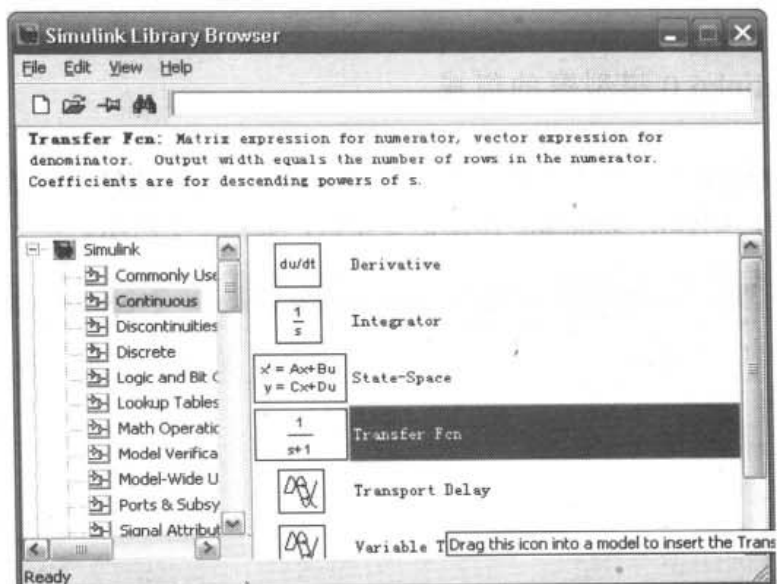 Simulink Library Browser
File Edit View Help
Transfer Fcn: Matrix expression for numerator, vector expression for
denominator. Output width equals the number of rows in the numerator.
Coefficients are for descending powers of s.
Simulink
Commonly Use
Continuous
Discontinuities
Discrete
Logic and Bit C
Lookup Tables
Math Operatic
Model Verifica
Model-Wide U
Ports & Subsy
Signal Attribut
du/dt Derivative
1
s
Integrator
x' = Ax+Bu
y = Cx+Du
State-Space
1
s+1
Transfer Fcn
Transport Delay
Variable T
Drag this icon into a model to insert the Trans
Ready